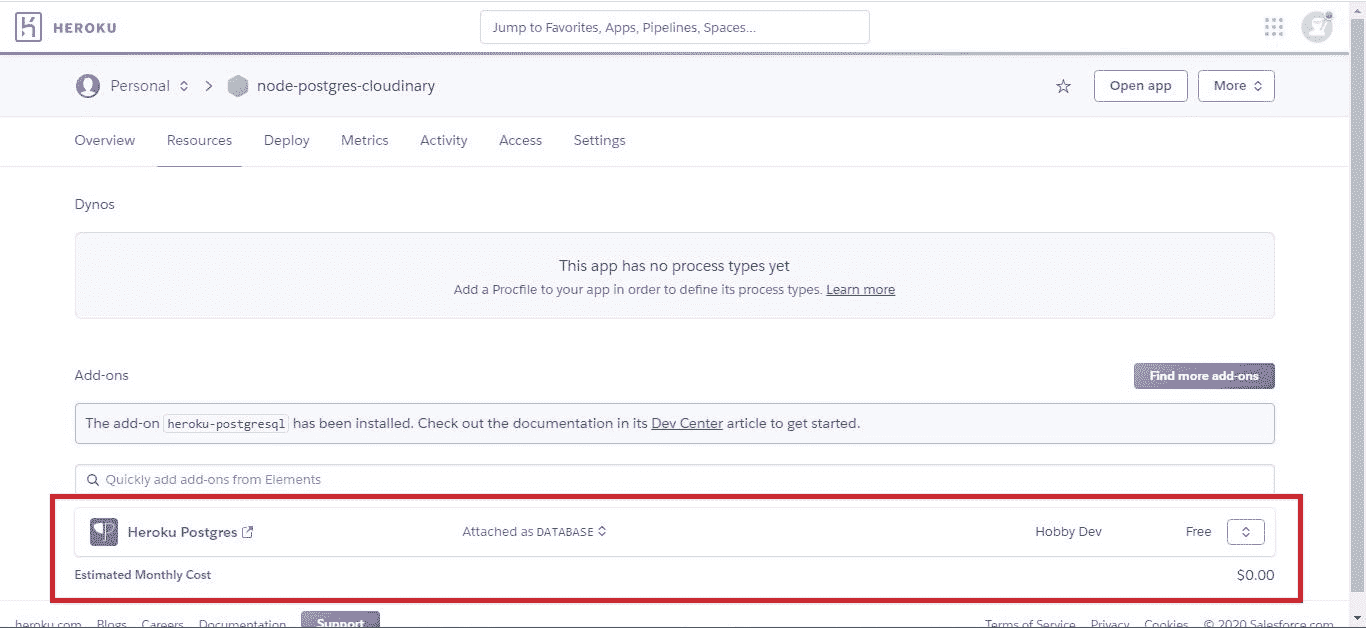 HEROKU
Jump to Favorites, Apps, Pipelines, Spaces...
Personal > node-postgres-cloudinary
Open app
More
Overview Resources Deploy Metrics Activity Access Settings
Dynos
This app has no process types yet
Add a Procfile to your app in order to define its process types. Learn more
Add-ons
Find more add-ons
The add-on heroku-postgresql has been installed. Check out the documentation in its Dev Center article to get started.
Quickly add add-ons from Elements
Heroku Postgres Attached as DATABASE Hobby Dev Free
Estimated Monthly Cost $0.00
heroku.com Blogs Careers Documentation Support Terms of Service Privacy Cookies © 2020 Salesforce.com